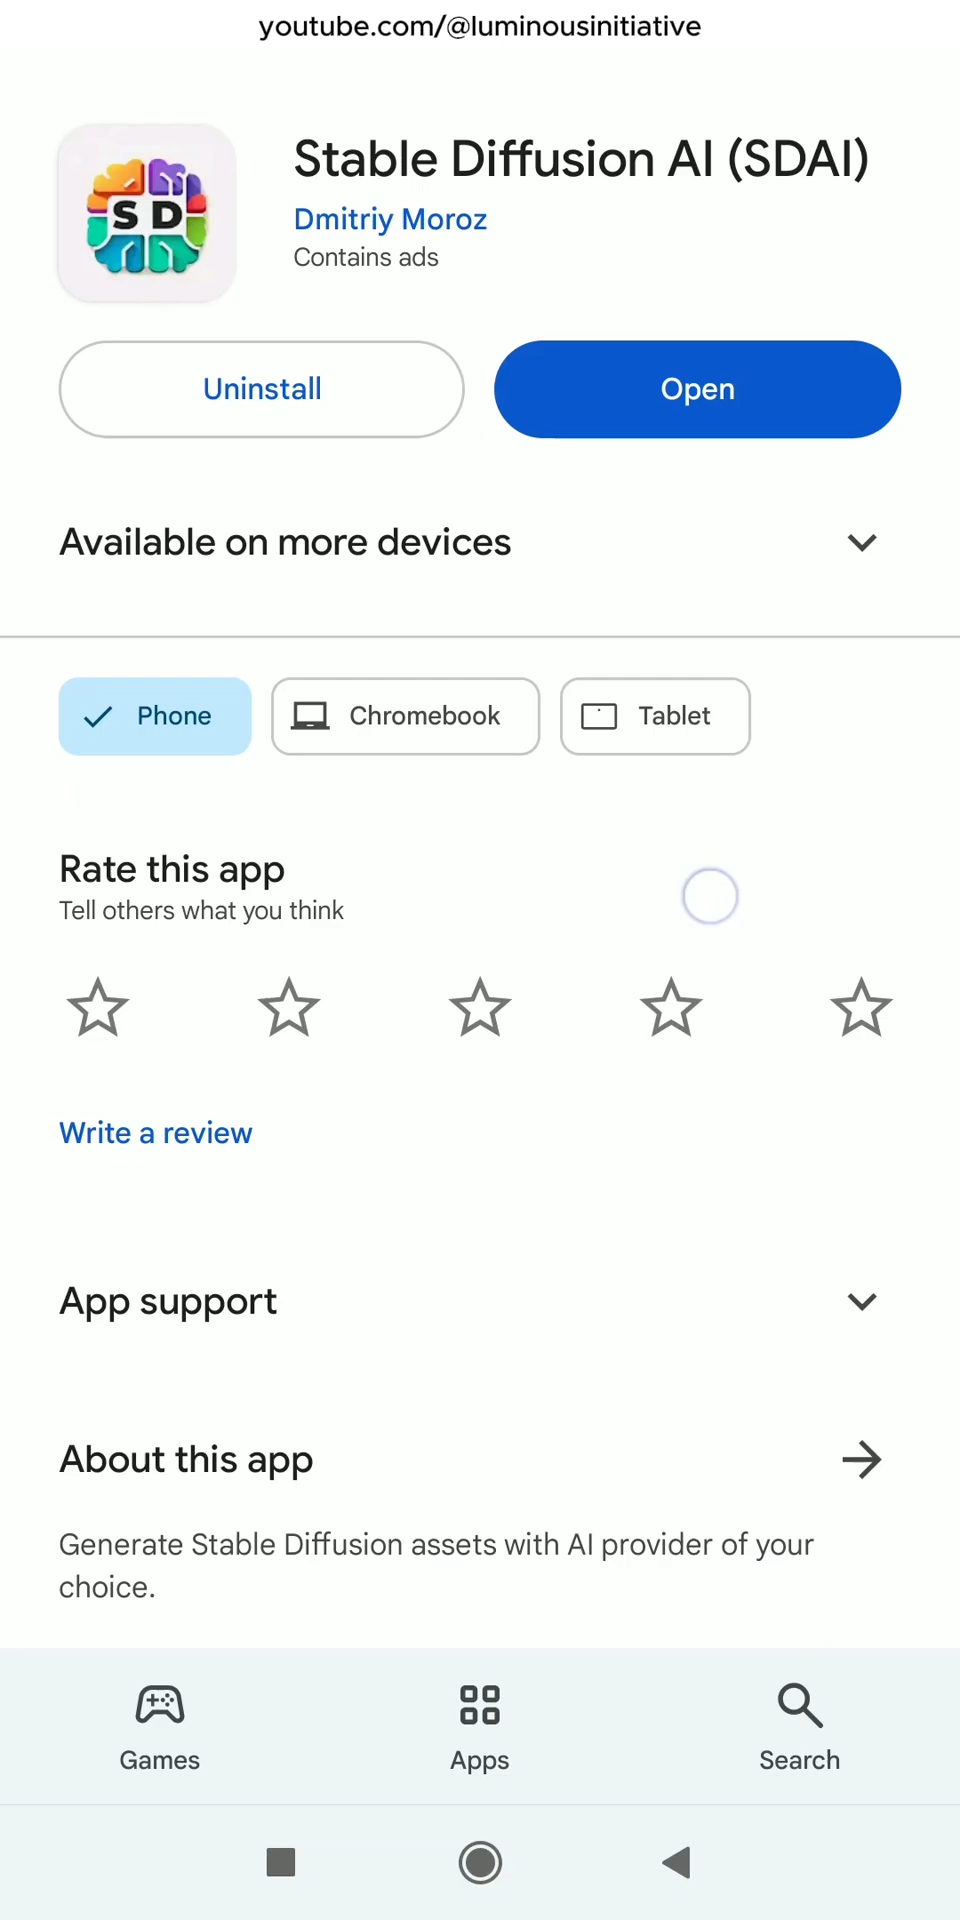 youtube.com/@luminousinitiative
Stable Diffusion AI (SDAI)
SD
Dmitriy Moroz
Contains ads
Uninstall
Open
Available on more devices
Phone
Chromebook
Tablet
Rate this app
Tell others what you think
Write a review
App support
About this app
Generate Stable Diffusion assets with AI provider of your
choice.
Games
Apps
Search